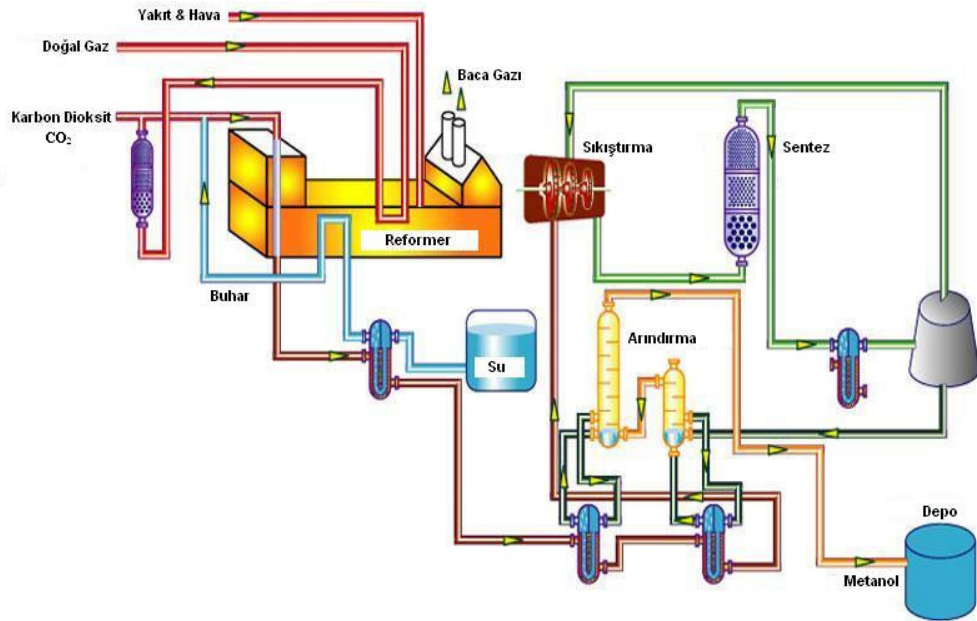 Yakıt & Hava
Doğal Gaz
Baca Gazı
Karbon Dioksit
CO₂
Sıkıştırma
Sentez
Reformer
Buhar
Arındırma
Su
Depo
Metanol